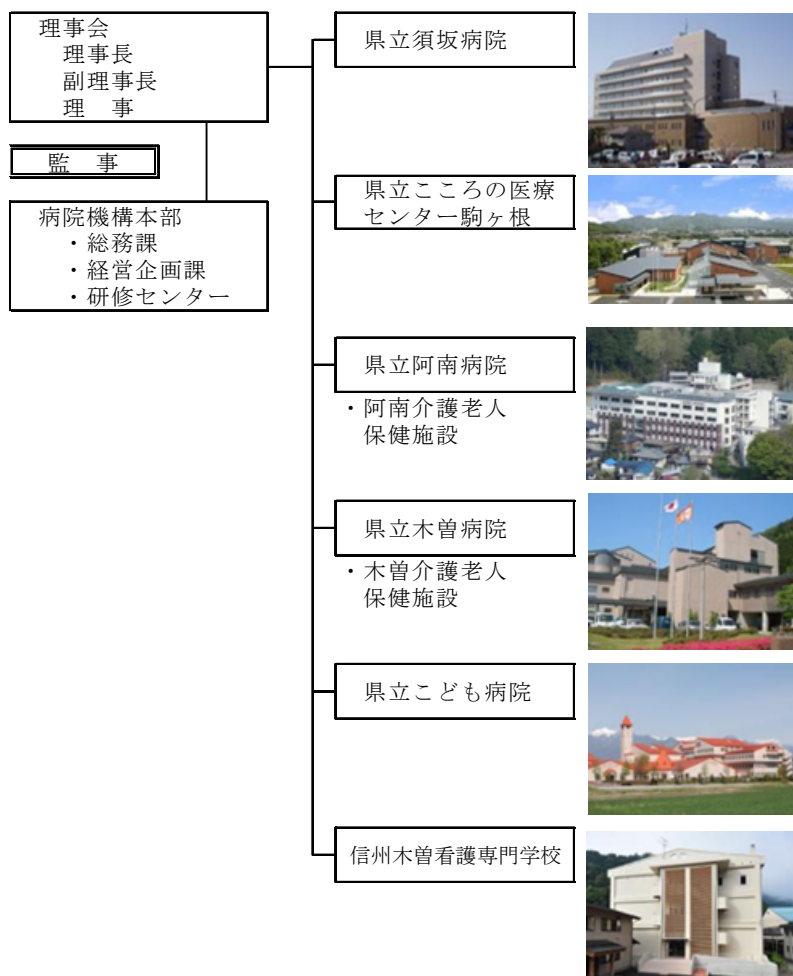 理事会
理事長
副理事長
理　事
監　事
病院機構本部
・総務課
・経営企画課
・研修センター
県立須坂病院
県立こころの医療
センター駒ヶ根
県立阿南病院
・阿南介護老人
保健施設
県立木曽病院
・木曽介護老人
保健施設
県立こども病院
信州木曽看護専門学校